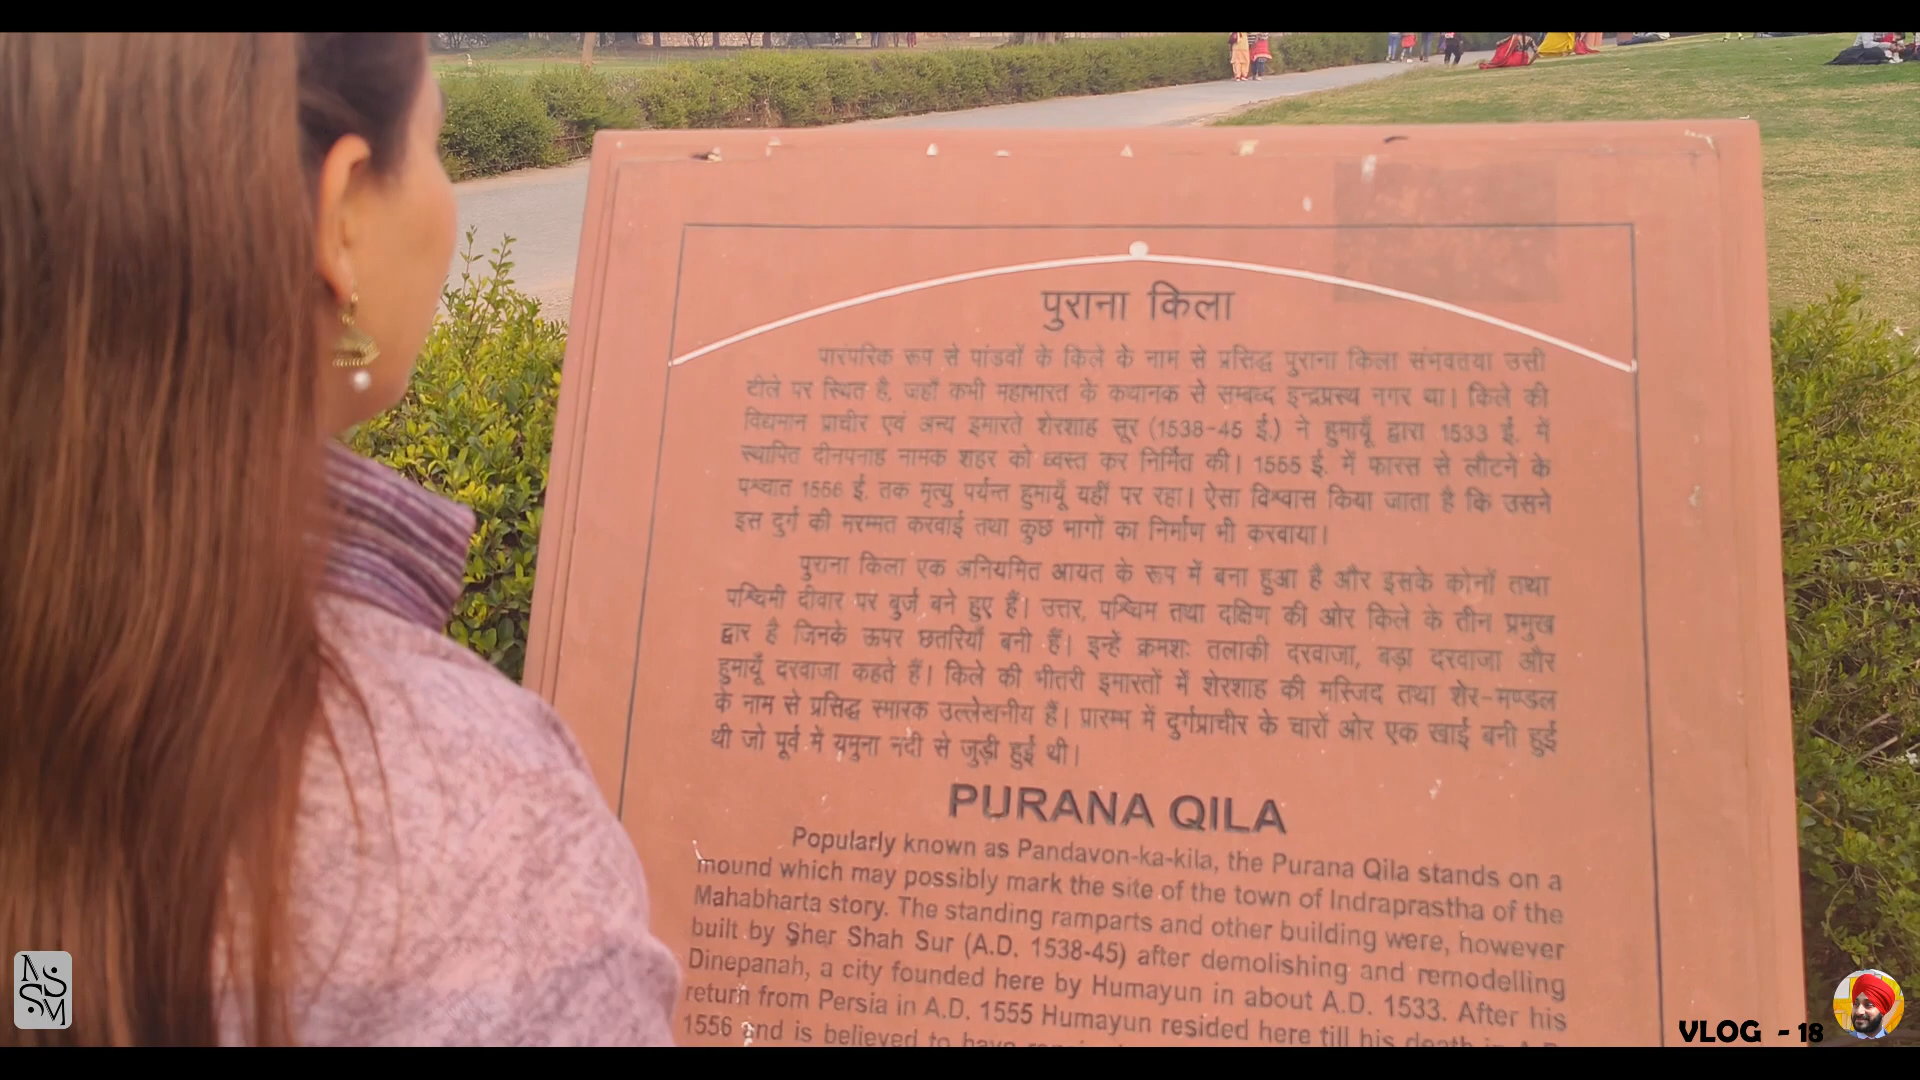 पुराना किला
पारंपरिक रूप से पांडवों के किले के नाम से प्रसिद्ध पुराना किला संभवतया उसी
टीले पर स्थित है, जहाँ कभी महाभारत के कथानक से सम्बध्द इन्द्रप्रस्थ नगर था। किले की
विद्यमान प्राचीर एवं अन्य इमारते शेरशाह सूर (1538-45 ई.) ने हुमायूँ द्वारा 1533 ई. में
स्थापित दीनपनाह नामक शहर को ध्वस्त कर निर्मित की। 1555 ई. में फारस से लौटने के
पश्चात 1556 ई. तक मृत्यु पर्यन्त हुमायूँ यहीं पर रहा। ऐसा विश्वास किया जाता है कि उसने
इस दुर्ग की मरम्मत करवाई तथा कुछ भागों का निर्माण भी करवाया।
पुराना किला एक अनियमित आयत के रूप में बना हुआ है और इसके कोनों तथा
पश्चिमी दीवार पर बुर्ज बने हुए हैं। उत्तर, पश्चिम तथा दक्षिण की ओर किले के तीन प्रमुख
द्वार है जिनके ऊपर छतरियाँ बनी हैं। इन्हें क्रमशः तलाकी दरवाजा, बड़ा दरवाजा और
हुमायूँ दरवाजा कहते हैं। किले की भीतरी इमारतों में शेरशाह की मस्जिद तथा शेर-मण्डल
के नाम से प्रसिद्ध स्मारक उल्लेखनीय हैं। प्रारम्भ में दुर्गप्राचीर के चारों ओर एक खाई बनी हुई
थी जो पूर्व में यमुना नदी से जुड़ी हुई थी।
PURANA QILA
Popularly known as Pandavon-ka-kila, the Purana Qila stands on a
mound which may possibly mark the site of the town of Indraprastha of the
Mahabharta story. The standing ramparts and other building were, however
built by Sher Shah Sur (A.D. 1538-45) after demolishing and remodelling
Dinepanah, a city founded here by Humayun in about A.D. 1533. After his
return from Persia in A.D. 1555 Humayun resided here till his death in A.D.
1556 and is believed to have
NSSM
VLOG - 18